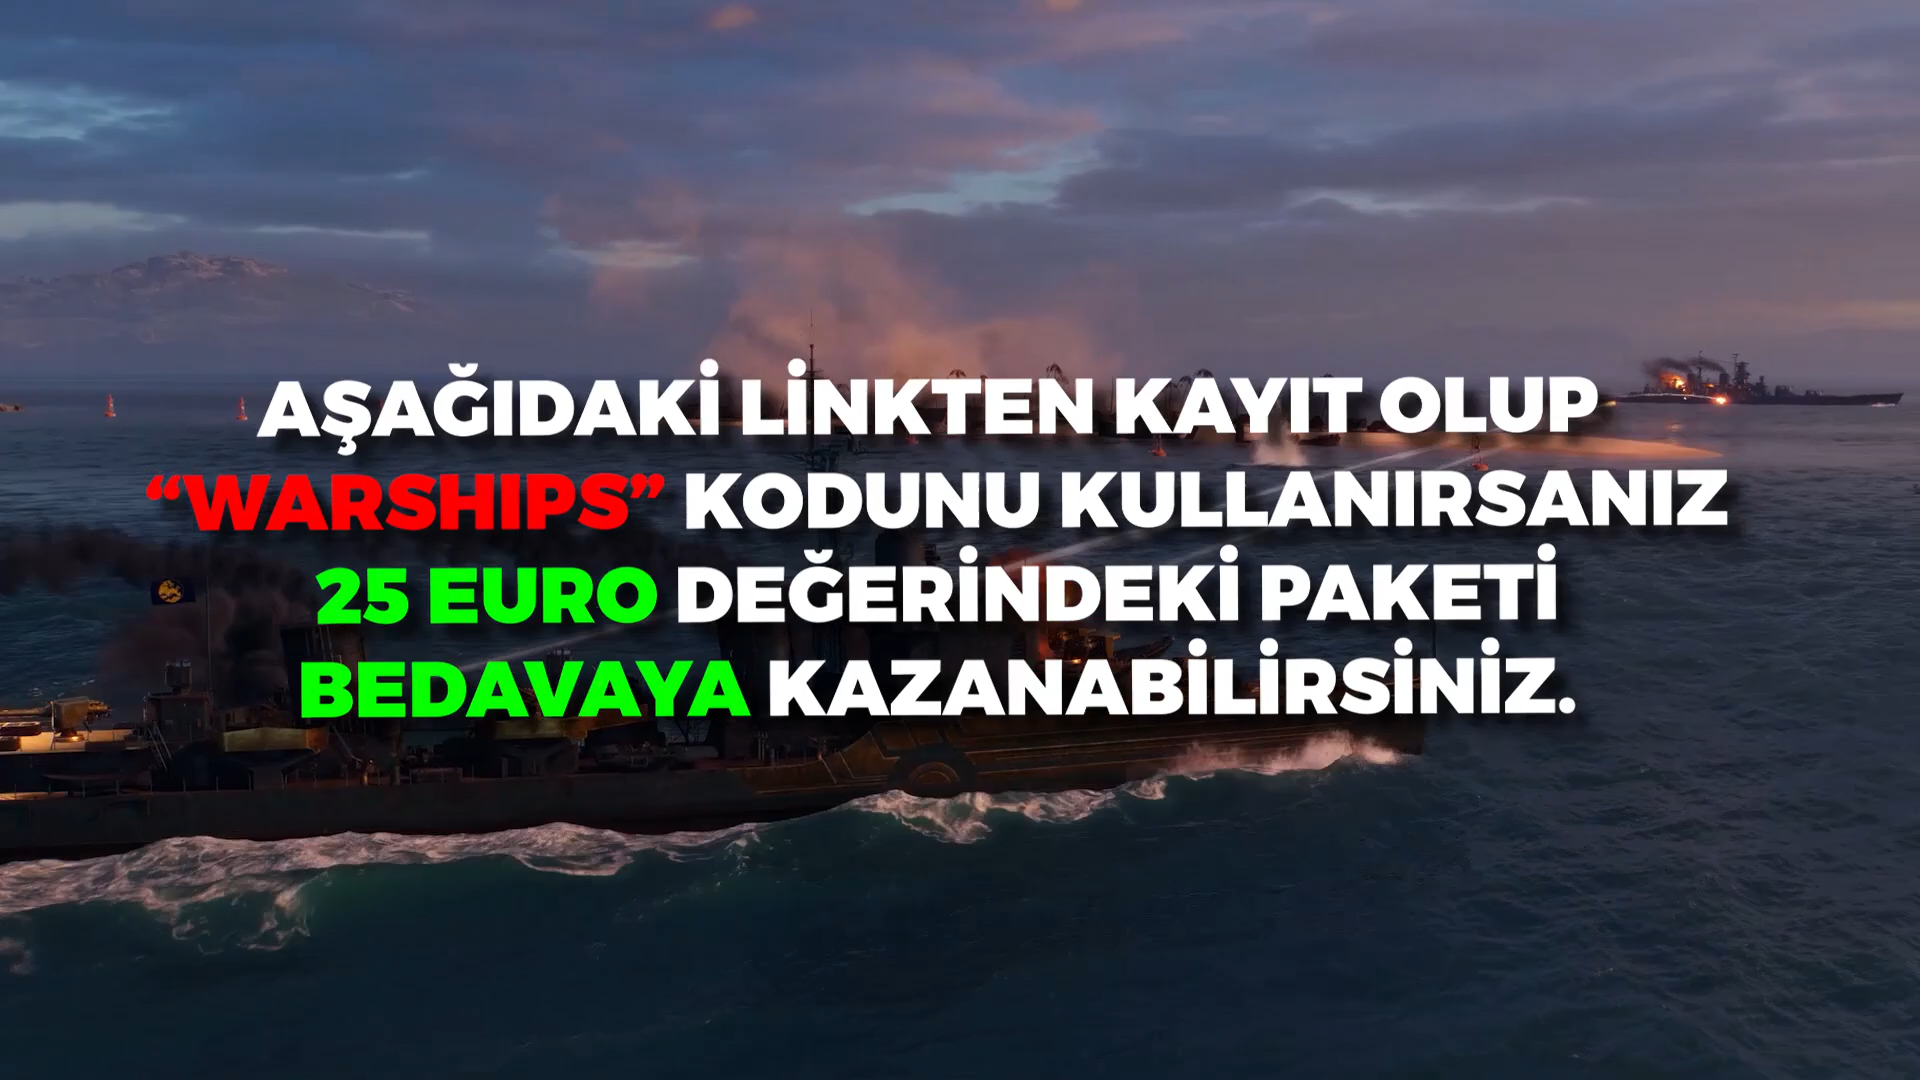 AŞAĞIDAKİ LİNKTEN KAYIT OLUP
“WARSHIPS” KODUNU KULLANIRSANIZ
25 EURO DEĞERİNDEKİ PAKETİ
BEDAVAYA KAZANABİLİRSİNİZ.